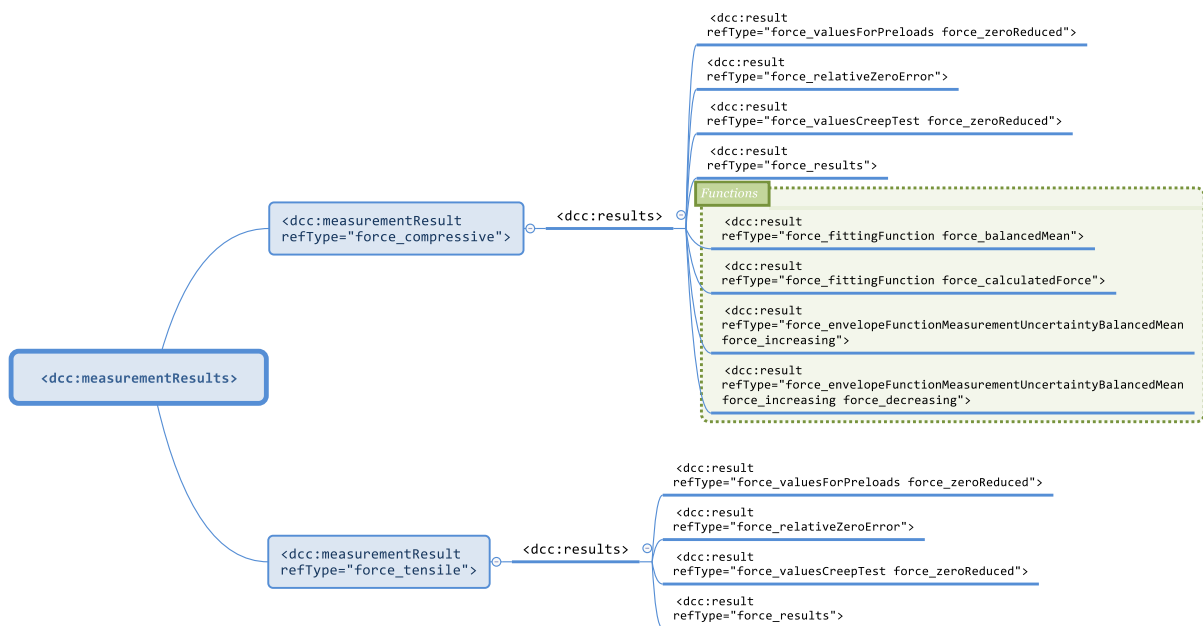 <dcc:result
refType="force_valuesForPreloads force_zeroReduced">
<dcc:result
refType="force_relativeZeroError">
<dcc:result
refType="force_valuesCreepTest force_zeroReduced">
<dcc:result
refType="force_results">
Functions
<dcc:measurementResult
refType="force_compressive">
<dcc:results>
<dcc:result
refType="force_fittingFunction force_balancedMean">
<dcc:result
refType="force_fittingFunction force_calculatedForce">
<dcc:result
refType="force_envelopeFunctionMeasurementUncertaintyBalancedMean
force_increasing">
<dcc:result
refType="force_envelopeFunctionMeasurementUncertaintyBalancedMean
force_increasing force_decreasing">
<dcc:measurementResults>
<dcc:result
refType="force_valuesForPreloads force_zeroReduced">
<dcc:result
refType="force_relativeZeroError">
<dcc:measurementResult
refType="force_tensile">
<dcc:results>
<dcc:result
refType="force_valuesCreepTest force_zeroReduced">
<dcc:result
refType="force_results">